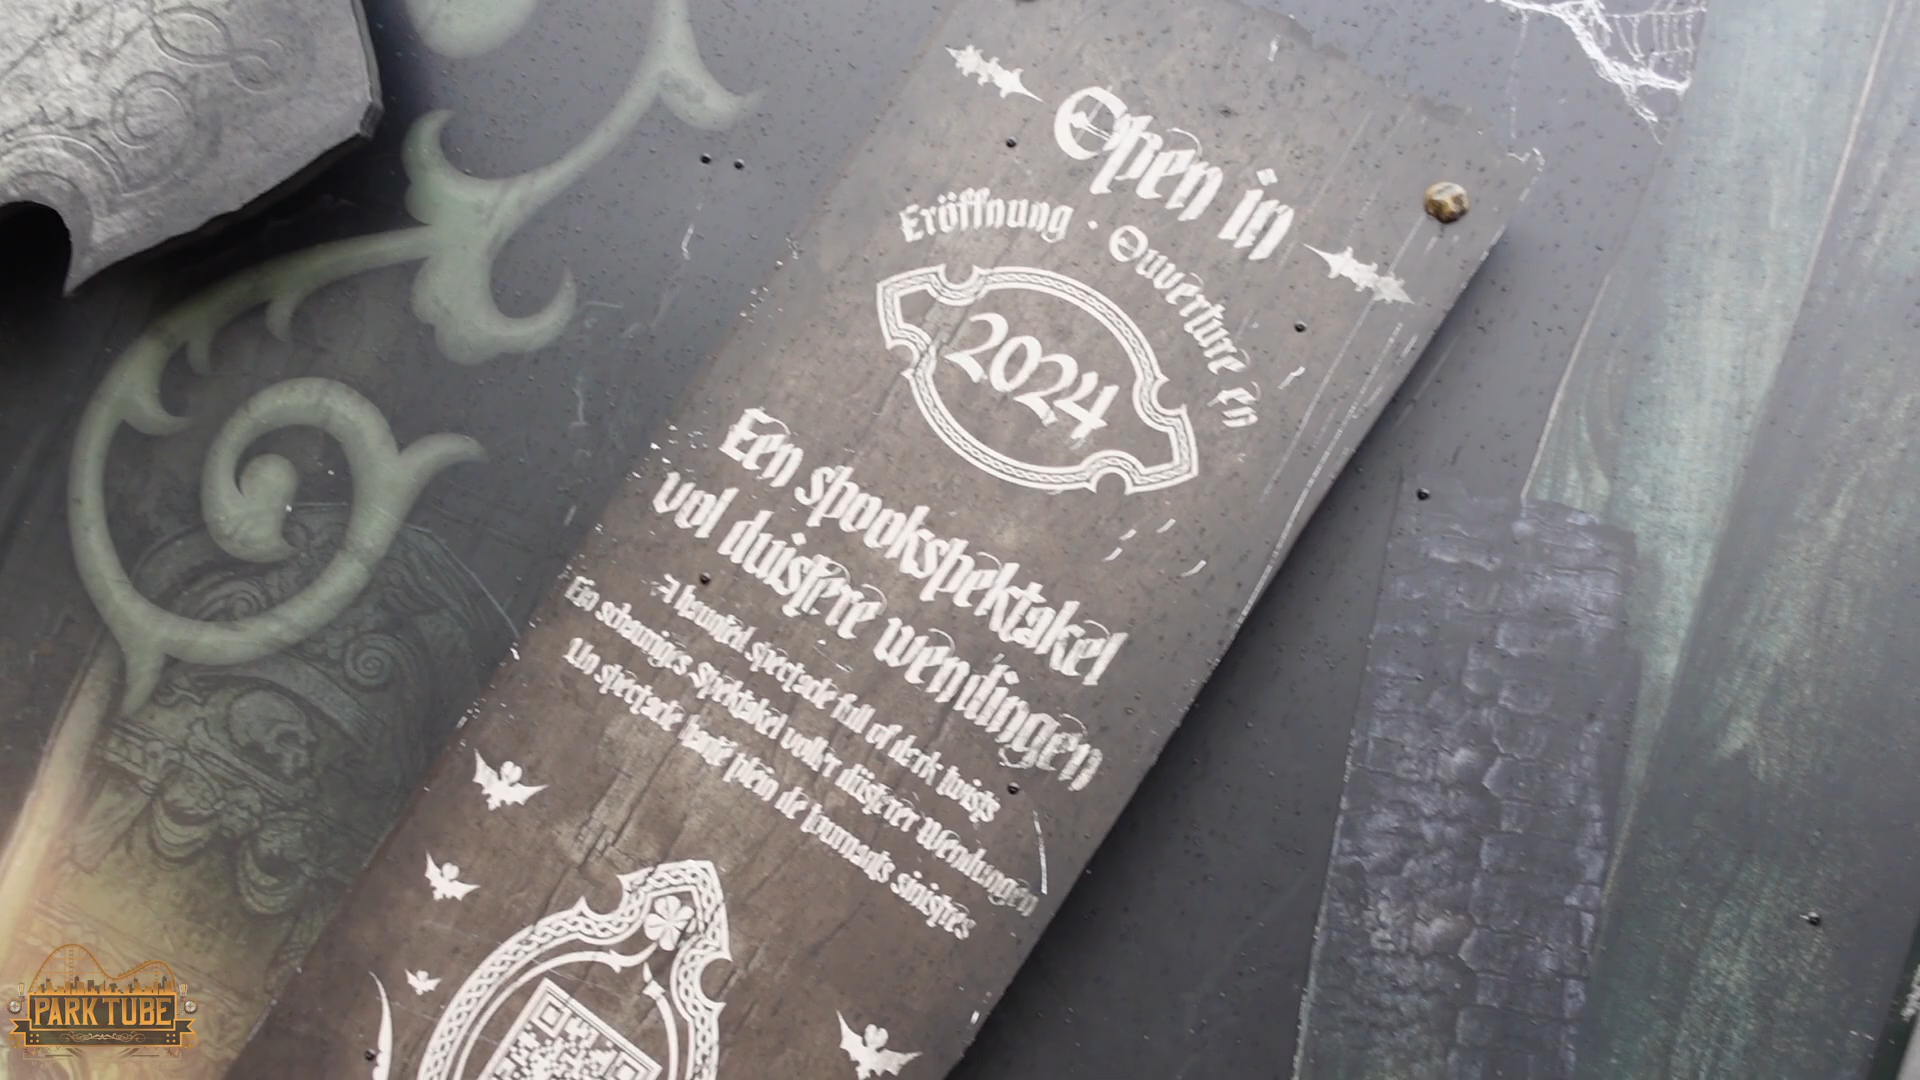 Open in
Eröffnung · Ouverture en
2024
Een spookspektakel
vol duistere wendingen
A haunted spectacle full of dark twists
Ein schauriges Spektakel voller düsterer Wendungen
Un spectacle hanté plein de tournants sinistres
PARK TUBE